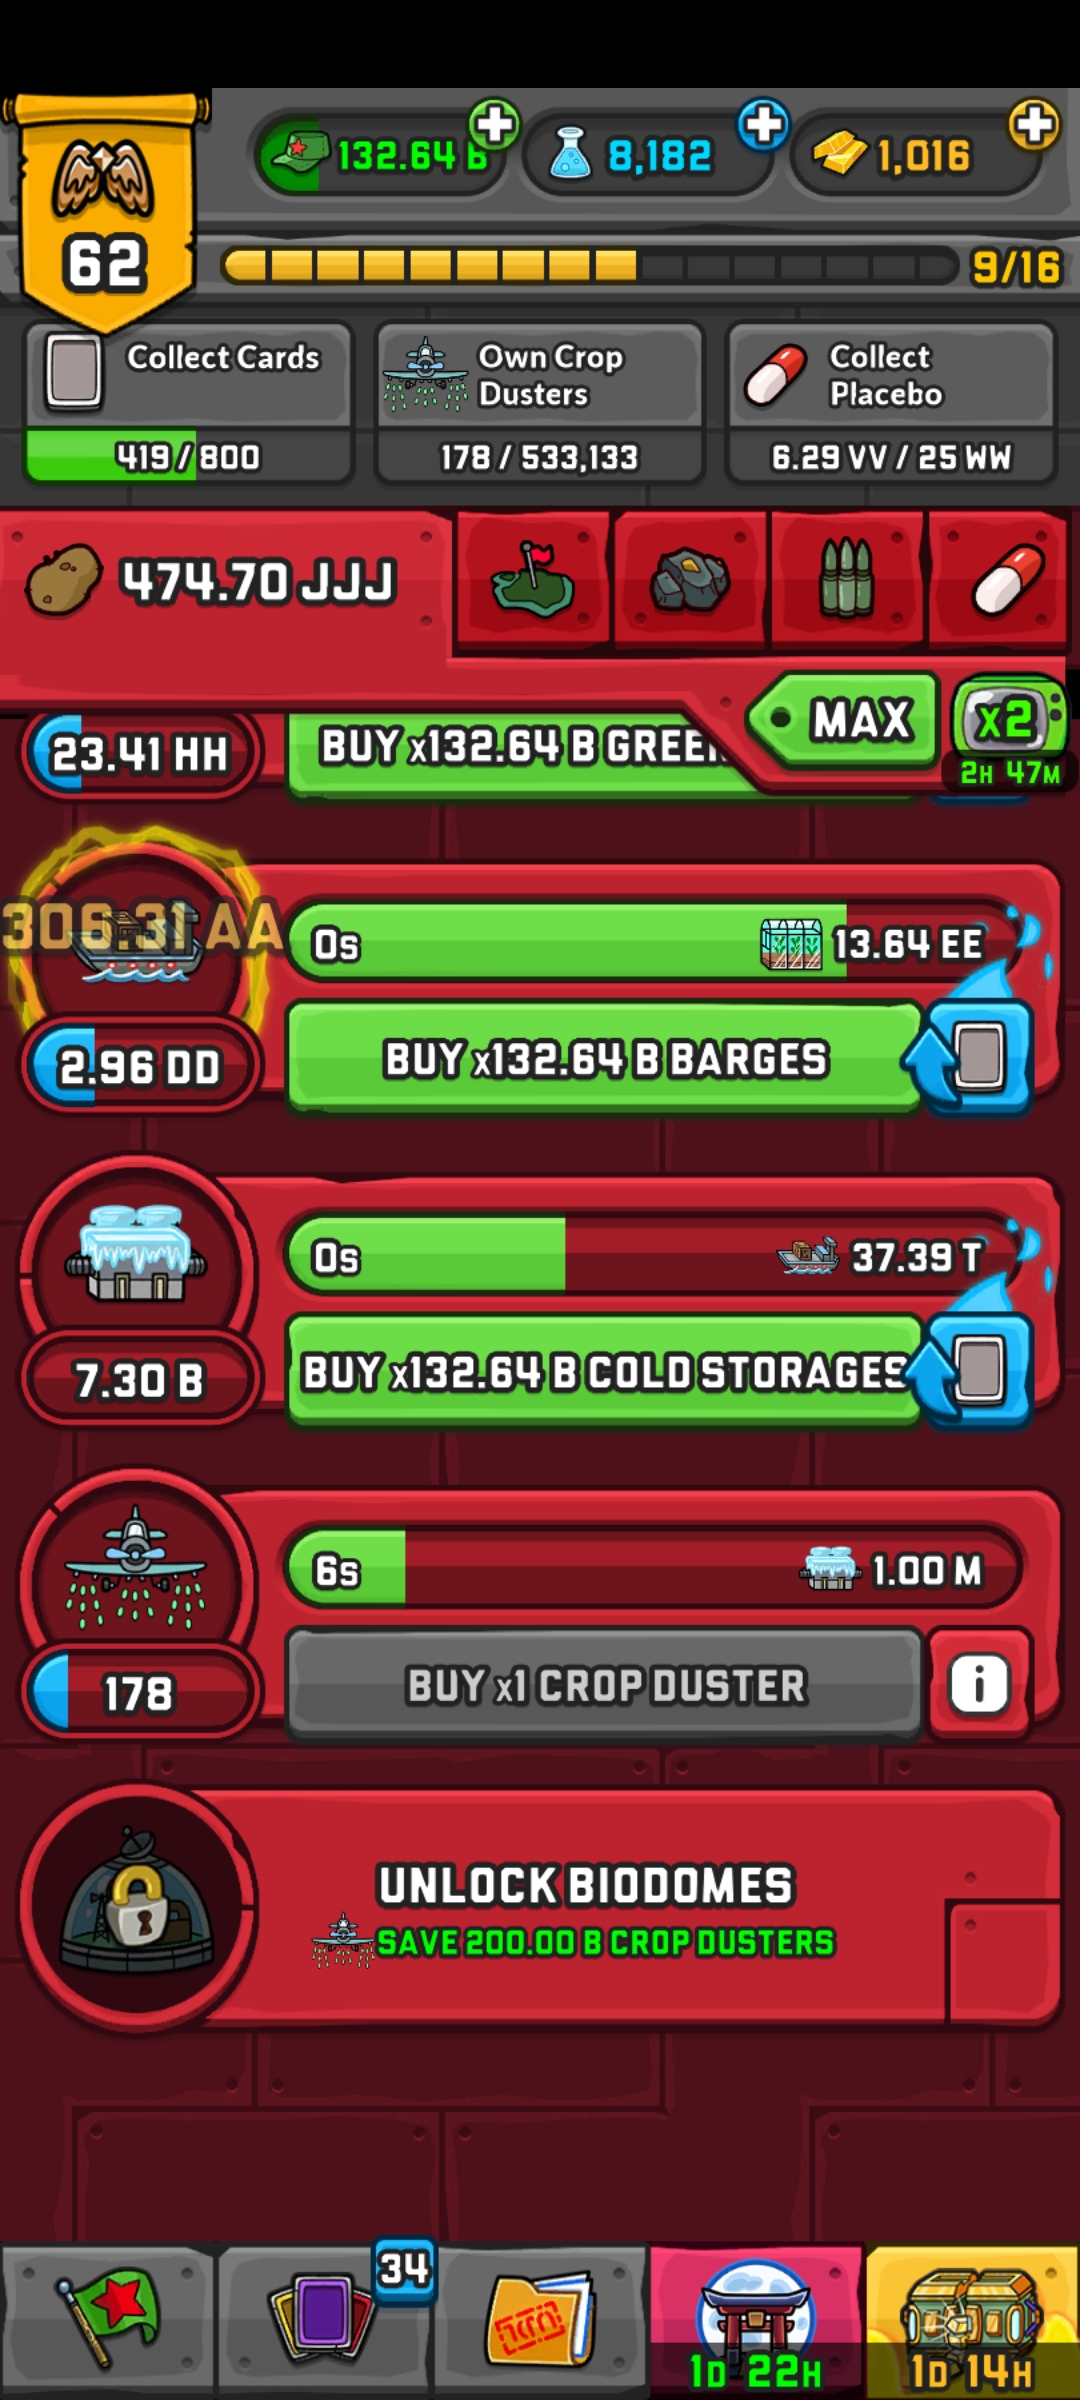 132.64 B
8,182
1,016
62
9/16
Collect Cards
419 / 800
Own Crop
Dusters
178 / 533,133
Collect
Placebo
6.29 VV / 25 WW
474.70 JJJ
MAX
x2
2H 47M
23.41 HH
BUY x132.64 B GREE
306.31 AA
0s
13.64 EE
2.96 DD
BUY x132.64 B BARGES
0s
37.39 T
7.30 B
BUY x132.64 B COLD STORAGES
6s
1.00 M
178
BUY x1 CROP DUSTER
i
UNLOCK BIODOMES
SAVE 200.00 B CROP DUSTERS
34
1D 22H
1D 14H